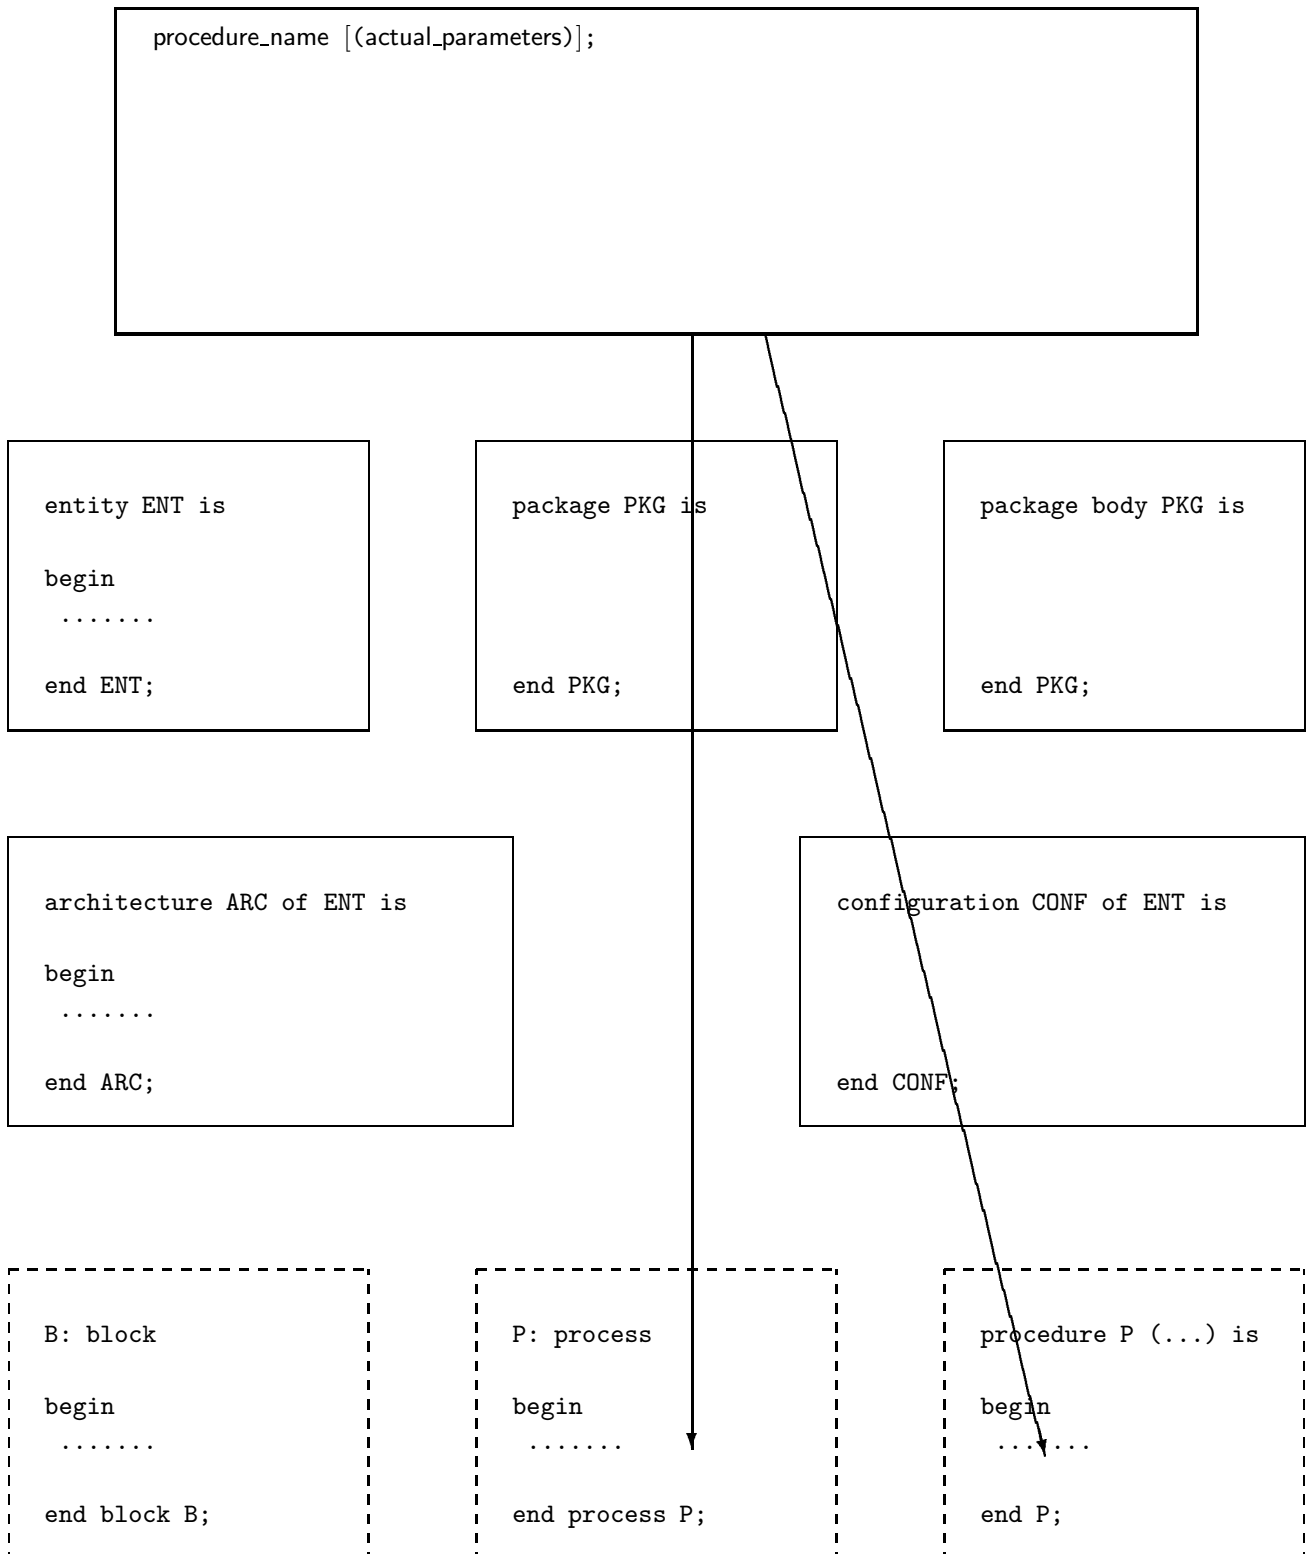 procedure_name [(actual_parameters)];
entity ENT is
begin
.......
end ENT;
package PKG is
end PKG;
package body PKG is
end PKG;
architecture ARC of ENT is
begin
.......
end ARC;
configuration CONF of ENT is
end CONF;
B: block
begin
.......
end block B;
P: process
begin
.......
end process P;
procedure P (...) is
begin
.......
end P;